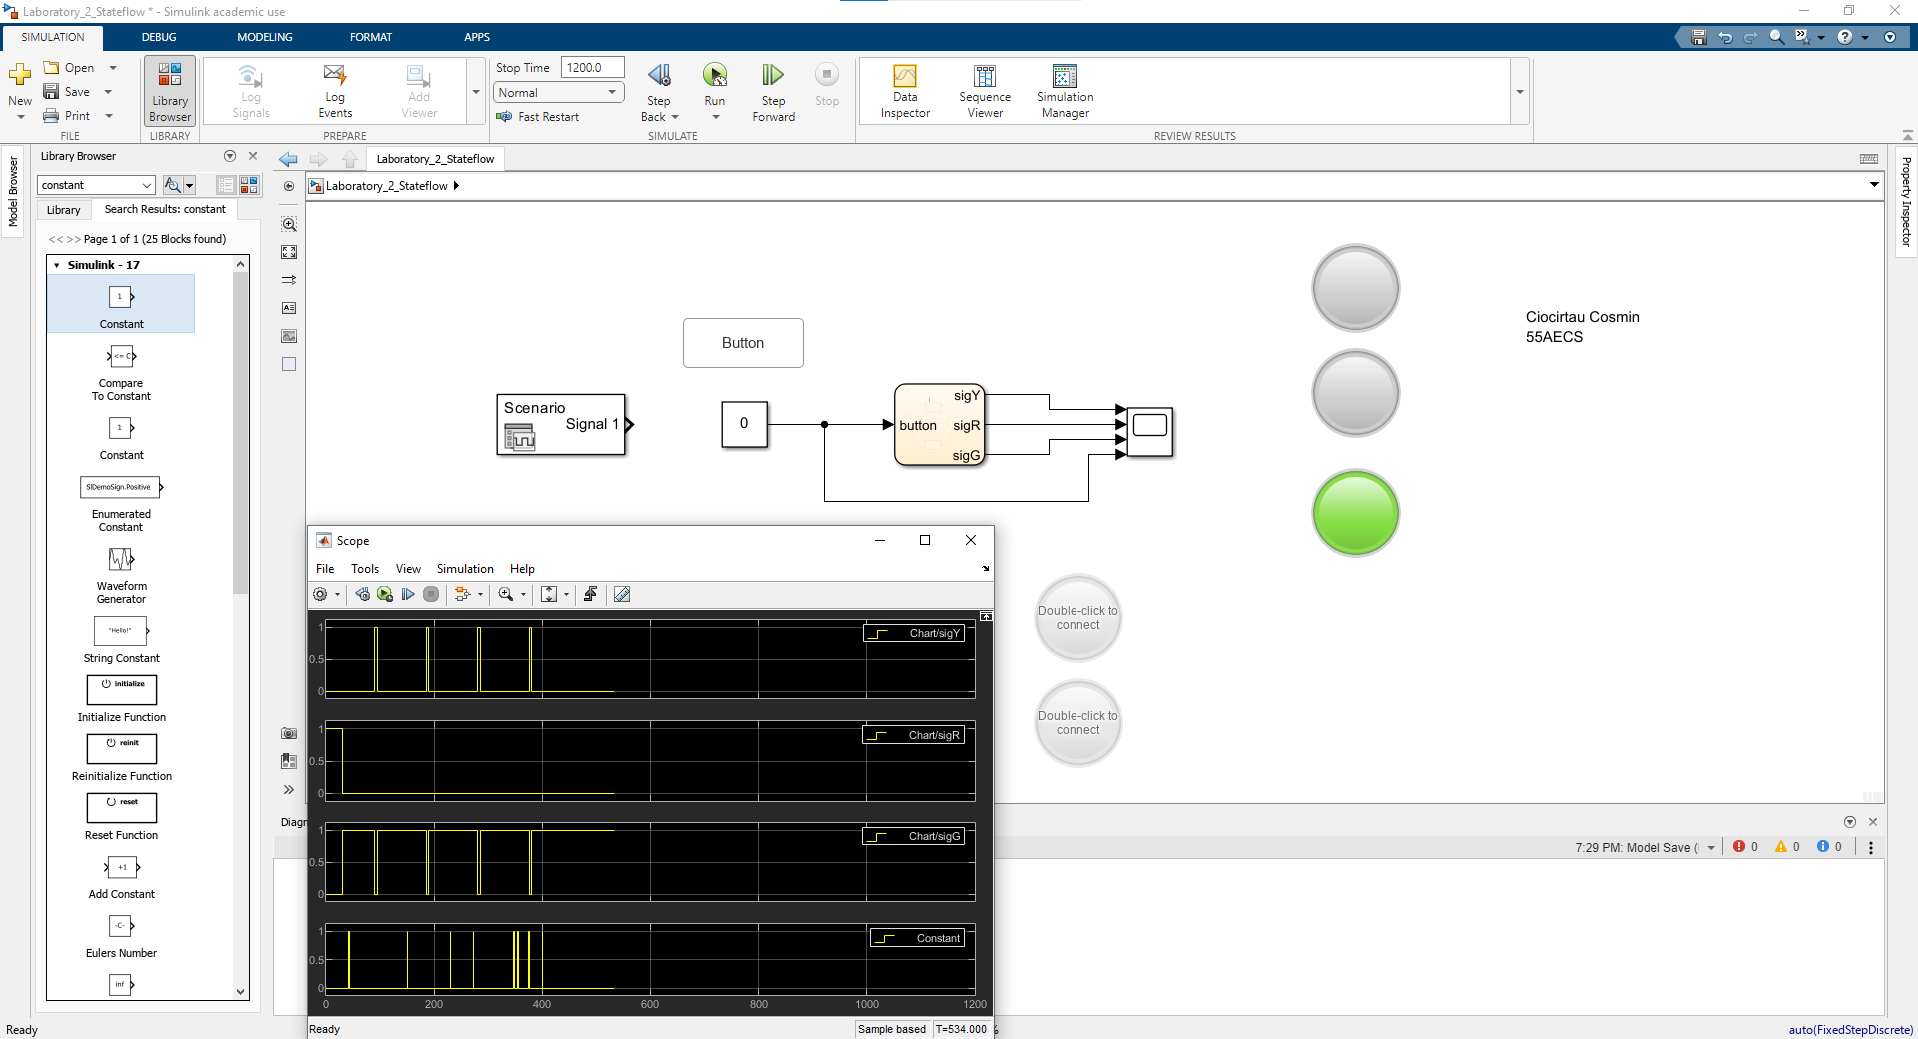 Laboratory_2_Stateflow * - Simulink academic use
SIMULATION DEBUG MODELING FORMAT APPS
New
Open
Save
Print
FILE
Library
Browser
LIBRARY
Log
Signals
Log
Events
Add
Viewer
PREPARE
Stop Time 1200.0
Normal
Fast Restart
Step
Back
Run
Step
Forward
Stop
SIMULATE
Data
Inspector
Sequence
Viewer
Simulation
Manager
REVIEW RESULTS
Model Browser
Library Browser
constant
Library Search Results: constant
<< >> Page 1 of 1 (25 Blocks found)
Simulink - 17
1
Constant
<= C
Compare
To Constant
1
Constant
SlDemoSign.Positive
Enumerated
Constant
Waveform
Generator
"Hello!"
String Constant
initialize
Initialize Function
reinit
Reinitialize Function
reset
Reset Function
+1
Add Constant
-C-
Eulers Number
inf
Laboratory_2_Stateflow
Laboratory_2_Stateflow
Property Inspector
Button
Scenario
Signal 1
0
button
sigY
sigR
sigG
Ciocirtau Cosmin
55AECS
Double-click to
connect
Double-click to
connect
Scope
File Tools View Simulation Help
Chart/sigY
1
0.5
0
Chart/sigR
1
0.5
0
Chart/sigG
1
0.5
0
Constant
1
0.5
0
0 200 400 600 800 1000 1200
Ready
Sample based T=534.000
Diagn
7:29 PM: Model Save (
0 0 0
Ready
%
auto(FixedStepDiscrete)